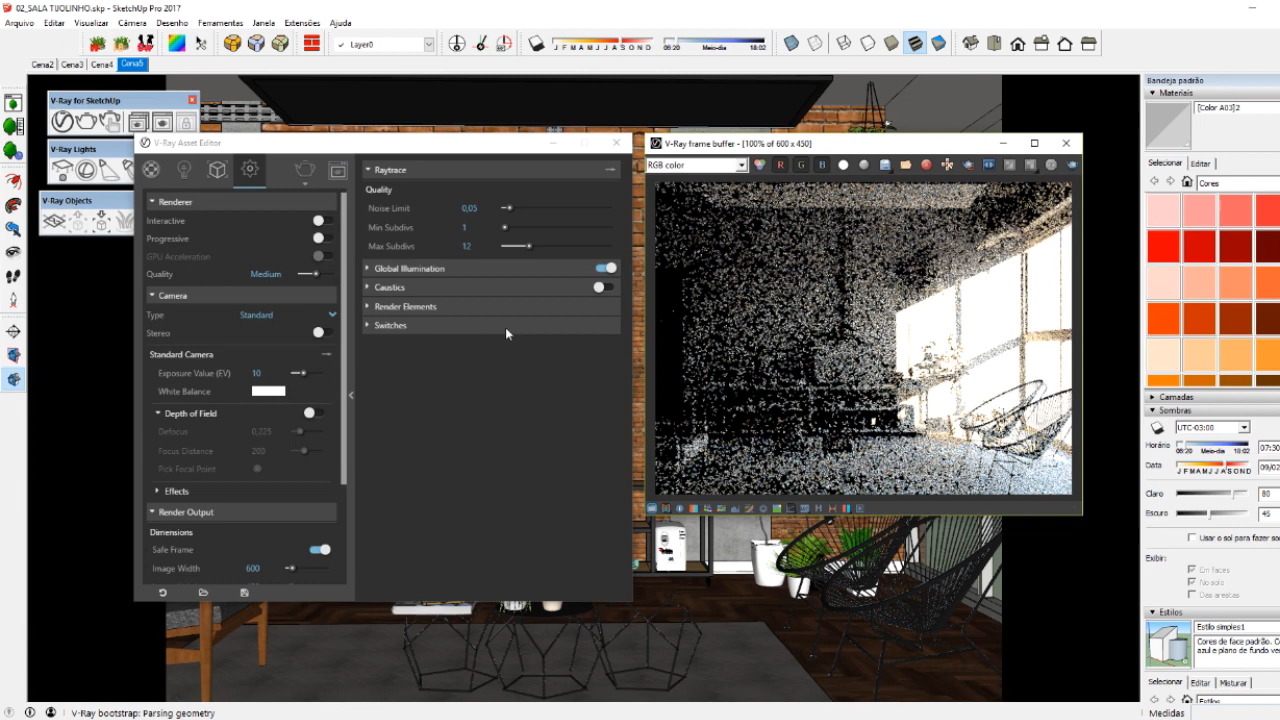 02_SALA TIJOLINHO.skp - SketchUp Pro 2017
Arquivo Editar Visualizar Câmera Desenho Ferramentas Janela Extensões Ajuda
Layer0
J F M A M J J A S O N D
06:20 Meio-dia 18:02
Cena2 Cena3 Cena4 Cena5
Bandeja padrão
Materiais
[Color A03]2
Selecionar Editar
Cores
V-Ray for SketchUp
V-Ray Lights
V-Ray Objects
V-Ray Asset Editor
Renderer
Interactive
Progressive
GPU Acceleration
Quality Medium
Camera
Type Standard
Stereo
Standard Camera
Exposure Value (EV) 10
White Balance
Depth of Field
Defocus 0,225
Focus Distance 200
Pick Focal Point
Effects
Render Output
Dimensions
Safe Frame
Image Width 600
Raytrace
Quality
Noise Limit 0,05
Min Subdivs 1
Max Subdivs 12
Global Illumination
Caustics
Render Elements
Switches
V-Ray frame buffer - [100% of 600 x 450]
RGB color
R G B
Camadas
Sombras
UTC-03:00
Horário
06:20 Meio-dia 18:02
07:30
Data
J F M A M J J A S O N D
09/02
Claro 80
Escuro 45
Usar o sol para fazer so
Exibir:
Em faces
No solo
Das arestas
Estilos
Estilo simples1
Cores de face padrão. C
azul e plano de fundo ve
Selecionar Editar Misturar
Estilos
V-Ray bootstrap: Parsing geometry
Medidas